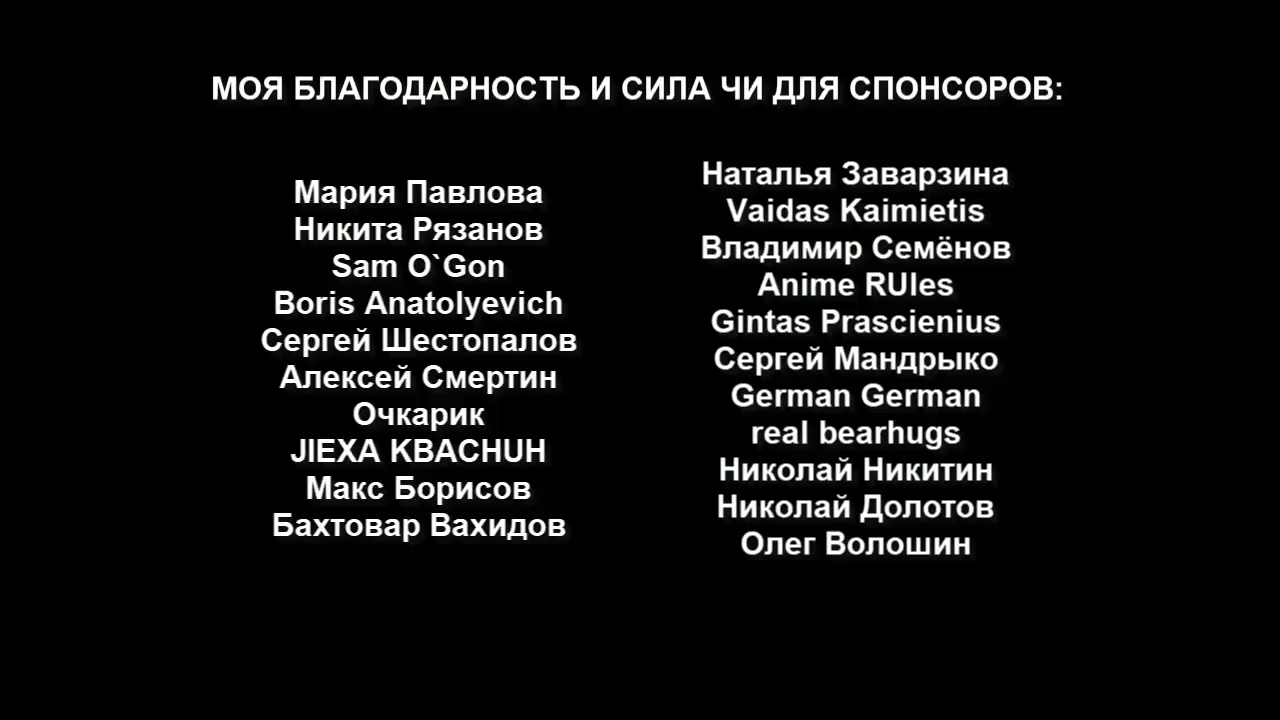 МОЯ БЛАГОДАРНОСТЬ И СИЛА ЧИ ДЛЯ СПОНСОРОВ:
Мария Павлова
Никита Рязанов
Sam O`Gon
Boris Anatolyevich
Сергей Шестопалов
Алексей Смертин
Очкарик
JIEXA KBACHUH
Макс Борисов
Бахтовар Вахидов
Наталья Заварзина
Vaidas Kaimietis
Владимир Семёнов
Anime RUles
Gintas Prascienius
Сергей Мандрыко
German German
real bearhugs
Николай Никитин
Николай Долотов
Олег Волошин